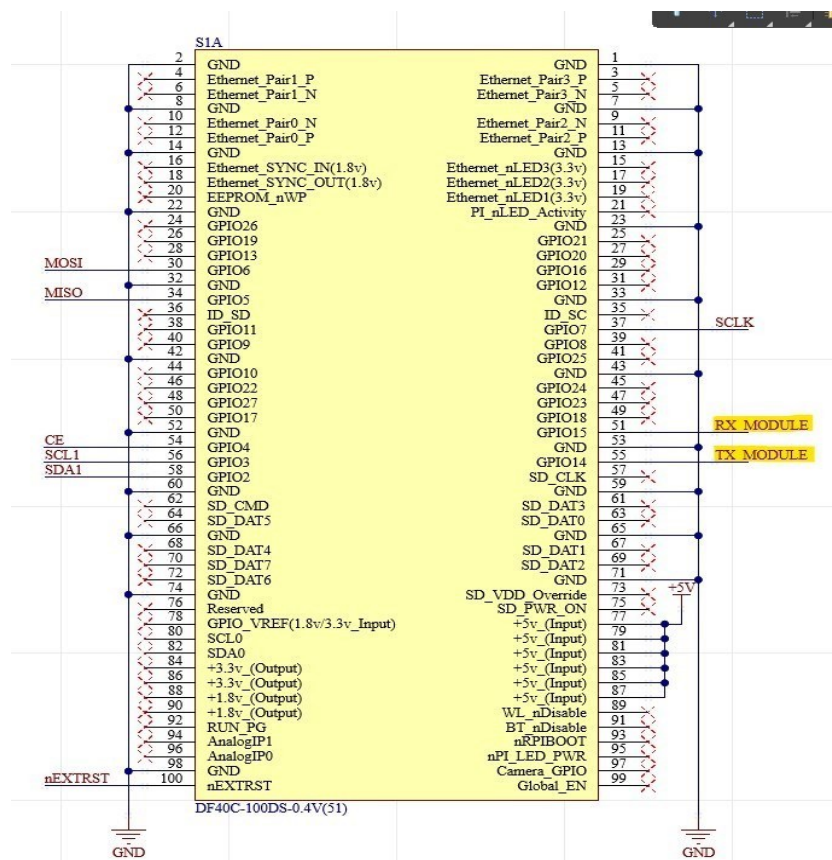 S1A
2 GND GND 1
4 Ethernet_Pair1_P Ethernet_Pair3_P 3
6 Ethernet_Pair1_N Ethernet_Pair3_N 5
8 GND GND 7
10 Ethernet_Pair0_N Ethernet_Pair2_N 9
12 Ethernet_Pair0_P Ethernet_Pair2_P 11
14 GND GND 13
16 Ethernet_SYNC_IN(1.8v) Ethernet_nLED3(3.3v) 15
18 Ethernet_SYNC_OUT(1.8v) Ethernet_nLED2(3.3v) 17
20 EEPROM_nWP Ethernet_nLED1(3.3v) 19
22 GND PI_nLED_Activity 21
24 GPIO26 GND 23
26 GPIO19 GPIO21 25
28 GPIO13 GPIO20 27
MOSI 30 GPIO6 GPIO16 29
32 GND GPIO12 31
MISO 34 GPIO5 GND 33
36 ID_SD ID_SC 35
38 GPIO11 GPIO7 37 SCLK
40 GPIO9 GPIO8 39
42 GND GPIO25 41
44 GPIO10 GND 43
46 GPIO22 GPIO24 45
48 GPIO27 GPIO23 47
50 GPIO17 GPIO18 49
52 GND GPIO15 51 RX_MODULE
CE 54 GPIO4 GND 53
SCL1 56 GPIO3 GPIO14 55 TX_MODULE
SDA1 58 GPIO2 SD_CLK 57
60 GND GND 59
62 SD_CMD SD_DAT3 61
64 SD_DAT5 SD_DAT0 63
66 GND GND 65
68 SD_DAT4 SD_DAT1 67
70 SD_DAT7 SD_DAT2 69
72 SD_DAT6 GND 71
74 GND SD_VDD_Override 73 +5V
76 Reserved SD_PWR_ON 75
78 GPIO_VREF(1.8v/3.3v_Input) +5v_(Input) 77
80 SCL0 +5v_(Input) 79
82 SDA0 +5v_(Input) 81
84 +3.3v_(Output) +5v_(Input) 83
86 +3.3v_(Output) +5v_(Input) 85
88 +1.8v_(Output) +5v_(Input) 87
90 +1.8v_(Output) WL_nDisable 89
92 RUN_PG BT_nDisable 91
94 AnalogIP1 nRPIBOOT 93
96 AnalogIP0 nPI_LED_PWR 95
98 GND Camera_GPIO 97
nEXTRST 100 nEXTRST Global_EN 99
DF40C-100DS-0.4V(51)
GND GND